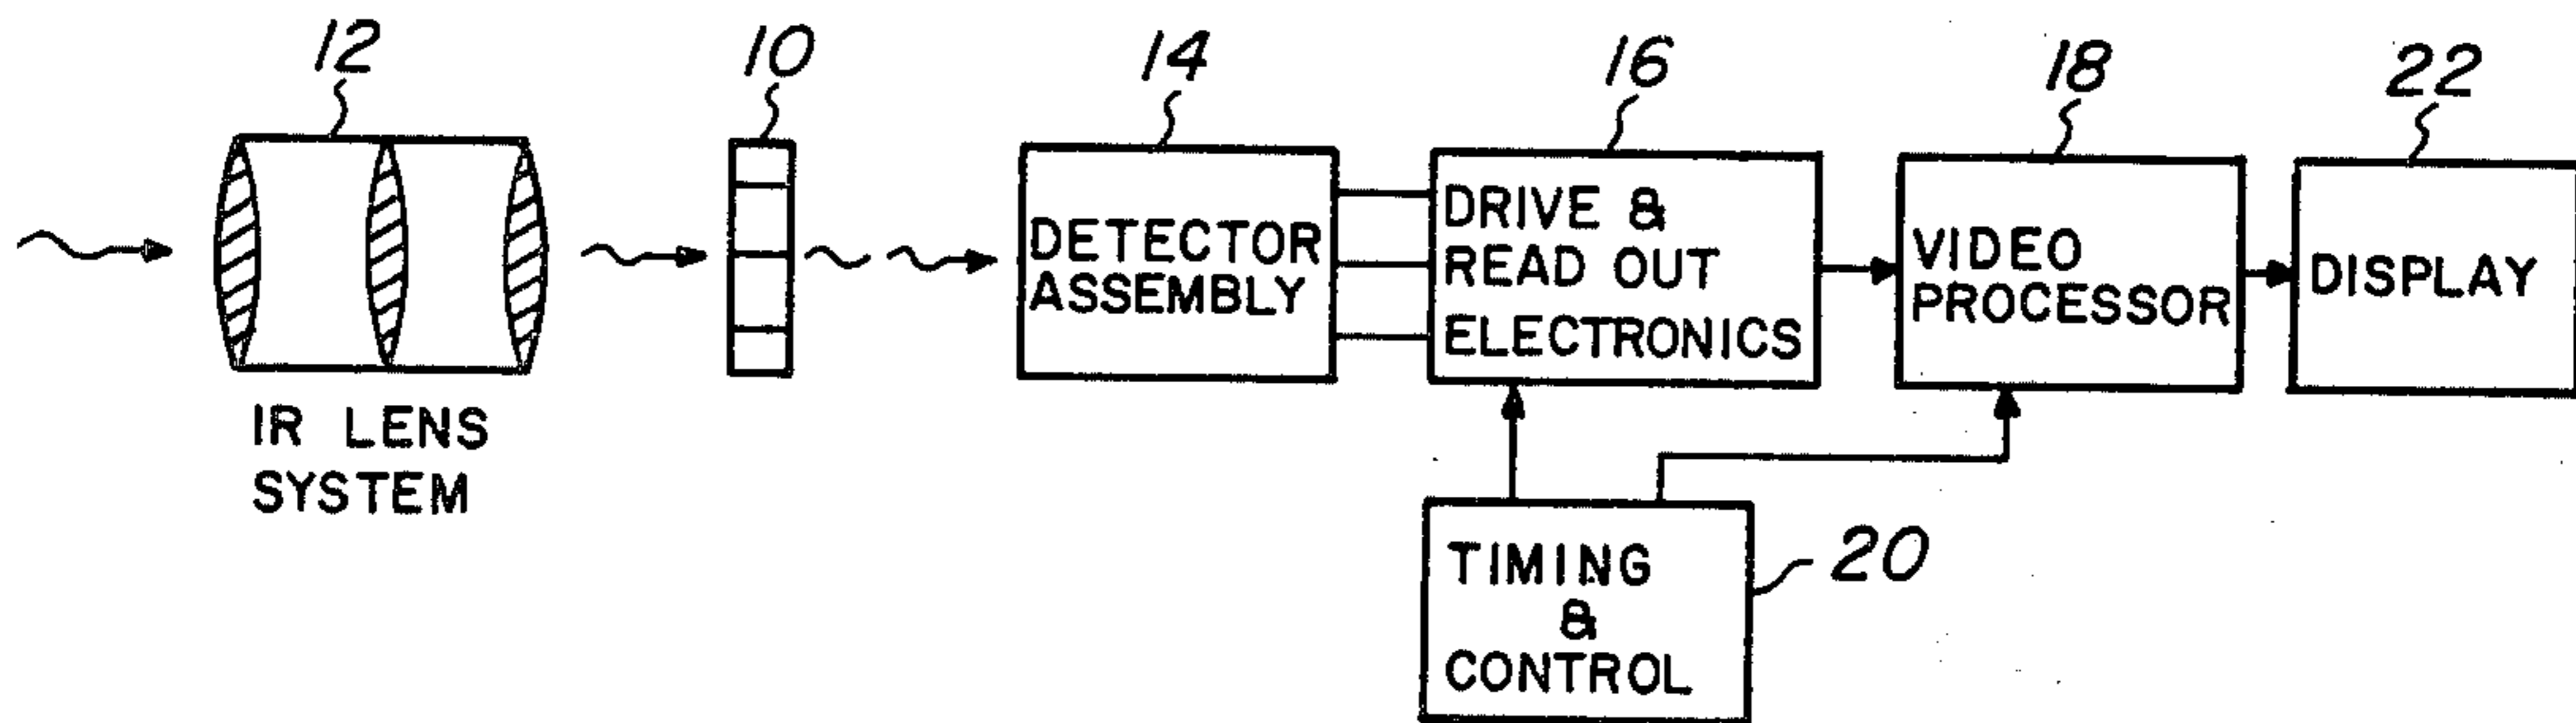 12
10
14
16
18
22
DETECTOR
ASSEMBLY
DRIVE &
READ OUT
ELECTRONICS
VIDEO
PROCESSOR
DISPLAY
IR LENS
SYSTEM
TIMING
&
CONTROL
20